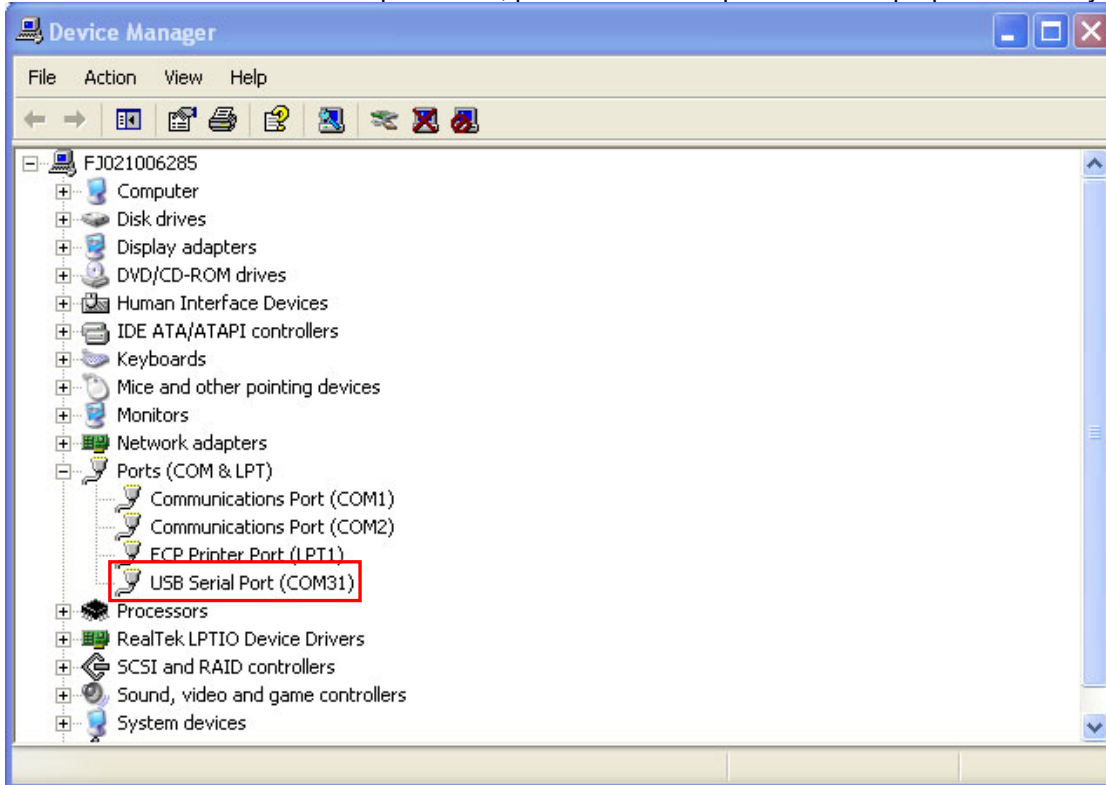 Device Manager
File Action View Help
FJ021006285
Computer
Disk drives
Display adapters
DVD/CD-ROM drives
Human Interface Devices
IDE ATA/ATAPI controllers
Keyboards
Mice and other pointing devices
Monitors
Network adapters
Ports (COM & LPT)
Communications Port (COM1)
Communications Port (COM2)
ECP Printer Port (LPT1)
USB Serial Port (COM31)
Processors
RealTek LPTIO Device Drivers
SCSI and RAID controllers
Sound, video and game controllers
System devices